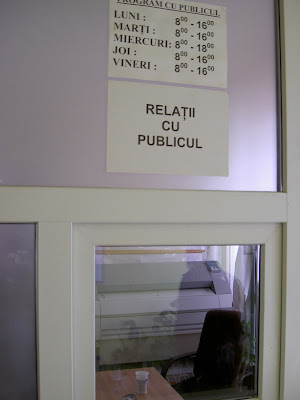 PROGRAM CU PUBLICUL
LUNI : 8⁰⁰ - 16⁰⁰
MARȚI : 8⁰⁰ - 16⁰⁰
MIERCURI: 8⁰⁰ - 18⁰⁰
JOI : 8⁰⁰ - 16⁰⁰
VINERI : 8⁰⁰ - 16⁰⁰
RELAȚII
CU
PUBLICUL